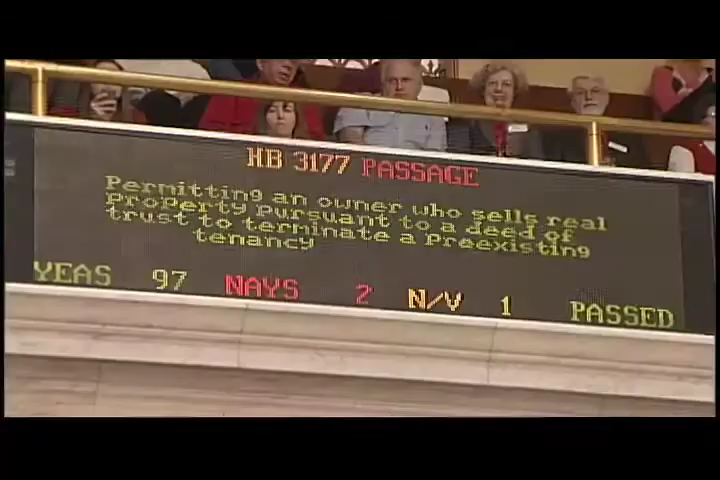 HB 3177 PASSAGE
Permitting an owner who sells real
Property Pursuant to a deed of
trust to terminate a Preexisting
tenancy
YEAS 97 NAYS 2 N/V 1 PASSED